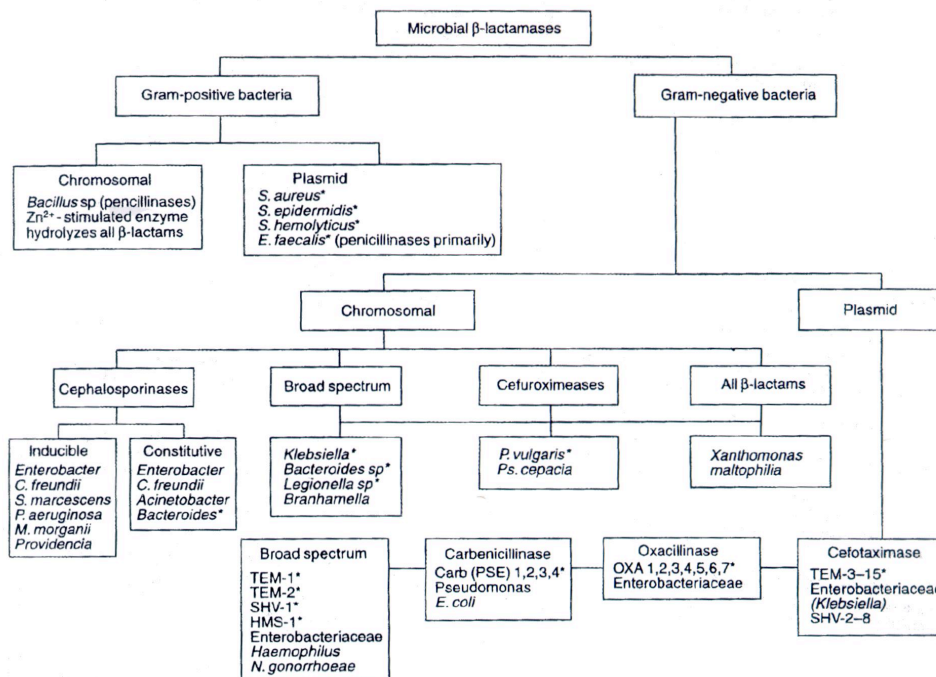 Microbial β-lactamases
Gram-positive bacteria
Gram-negative bacteria
Chromosomal
Bacillus sp (pencillinases)
Zn²⁺- stimulated enzyme
hydrolyzes all β-lactams
Plasmid
S. aureus*
S. epidermidis*
S. hemolyticus*
E. faecalis* (penicillinases primarily)
Chromosomal
Plasmid
Cephalosporinases
Broad spectrum
Cefuroximeases
All β-lactams
Inducible
Enterobacter
C. freundii
S. marcescens
P. aeruginosa
M. morganii
Providencia
Constitutive
Enterobacter
C. freundii
Acinetobacter
Bacteroides*
Klebsiella*
Bacteroides sp*
Legionella sp*
Branhamella
P. vulgaris*
Ps. cepacia
Xanthomonas
maltophilia
Broad spectrum
TEM-1*
TEM-2*
SHV-1*
HMS-1*
Enterobacteriaceae
Haemophilus
N. gonorrhoeae
Carbenicillinase
Carb (PSE) 1,2,3,4*
Pseudomonas
E. coli
Oxacillinase
OXA 1,2,3,4,5,6,7*
Enterobacteriaceae
Cefotaximase
TEM-3–15*
Enterobacteriaceae
(Klebsiella)
SHV-2–8